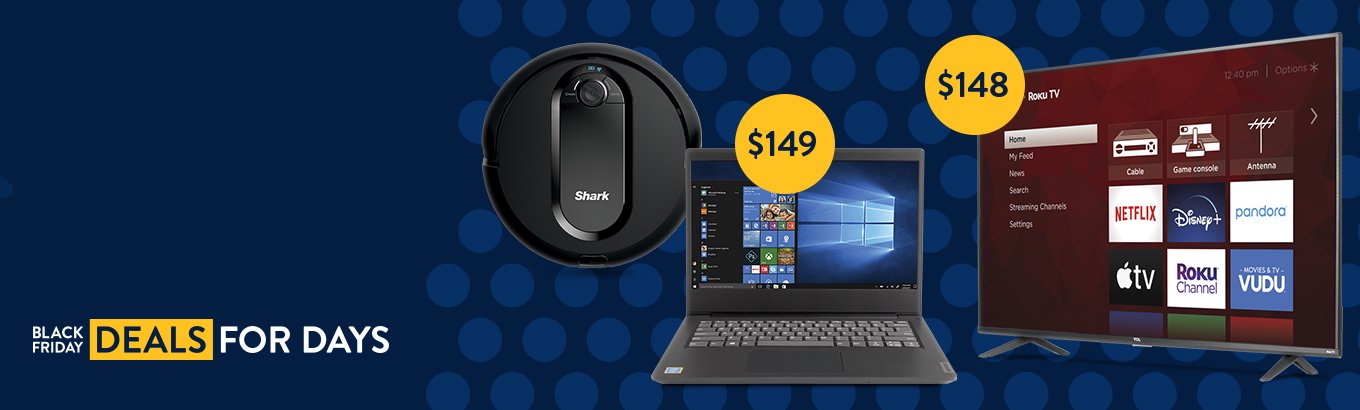 BLACK
FRIDAY
DEALS
FOR DAYS
Shark
$149
$148
12:40 pm | Options
Roku TV
Home
My Feed
News
Search
Streaming Channels
Settings
Cable
Game console
Antenna
NETFLIX
Disney+
pandora
tv
Roku
Channel
MOVIES & TV
VUDU
TCL